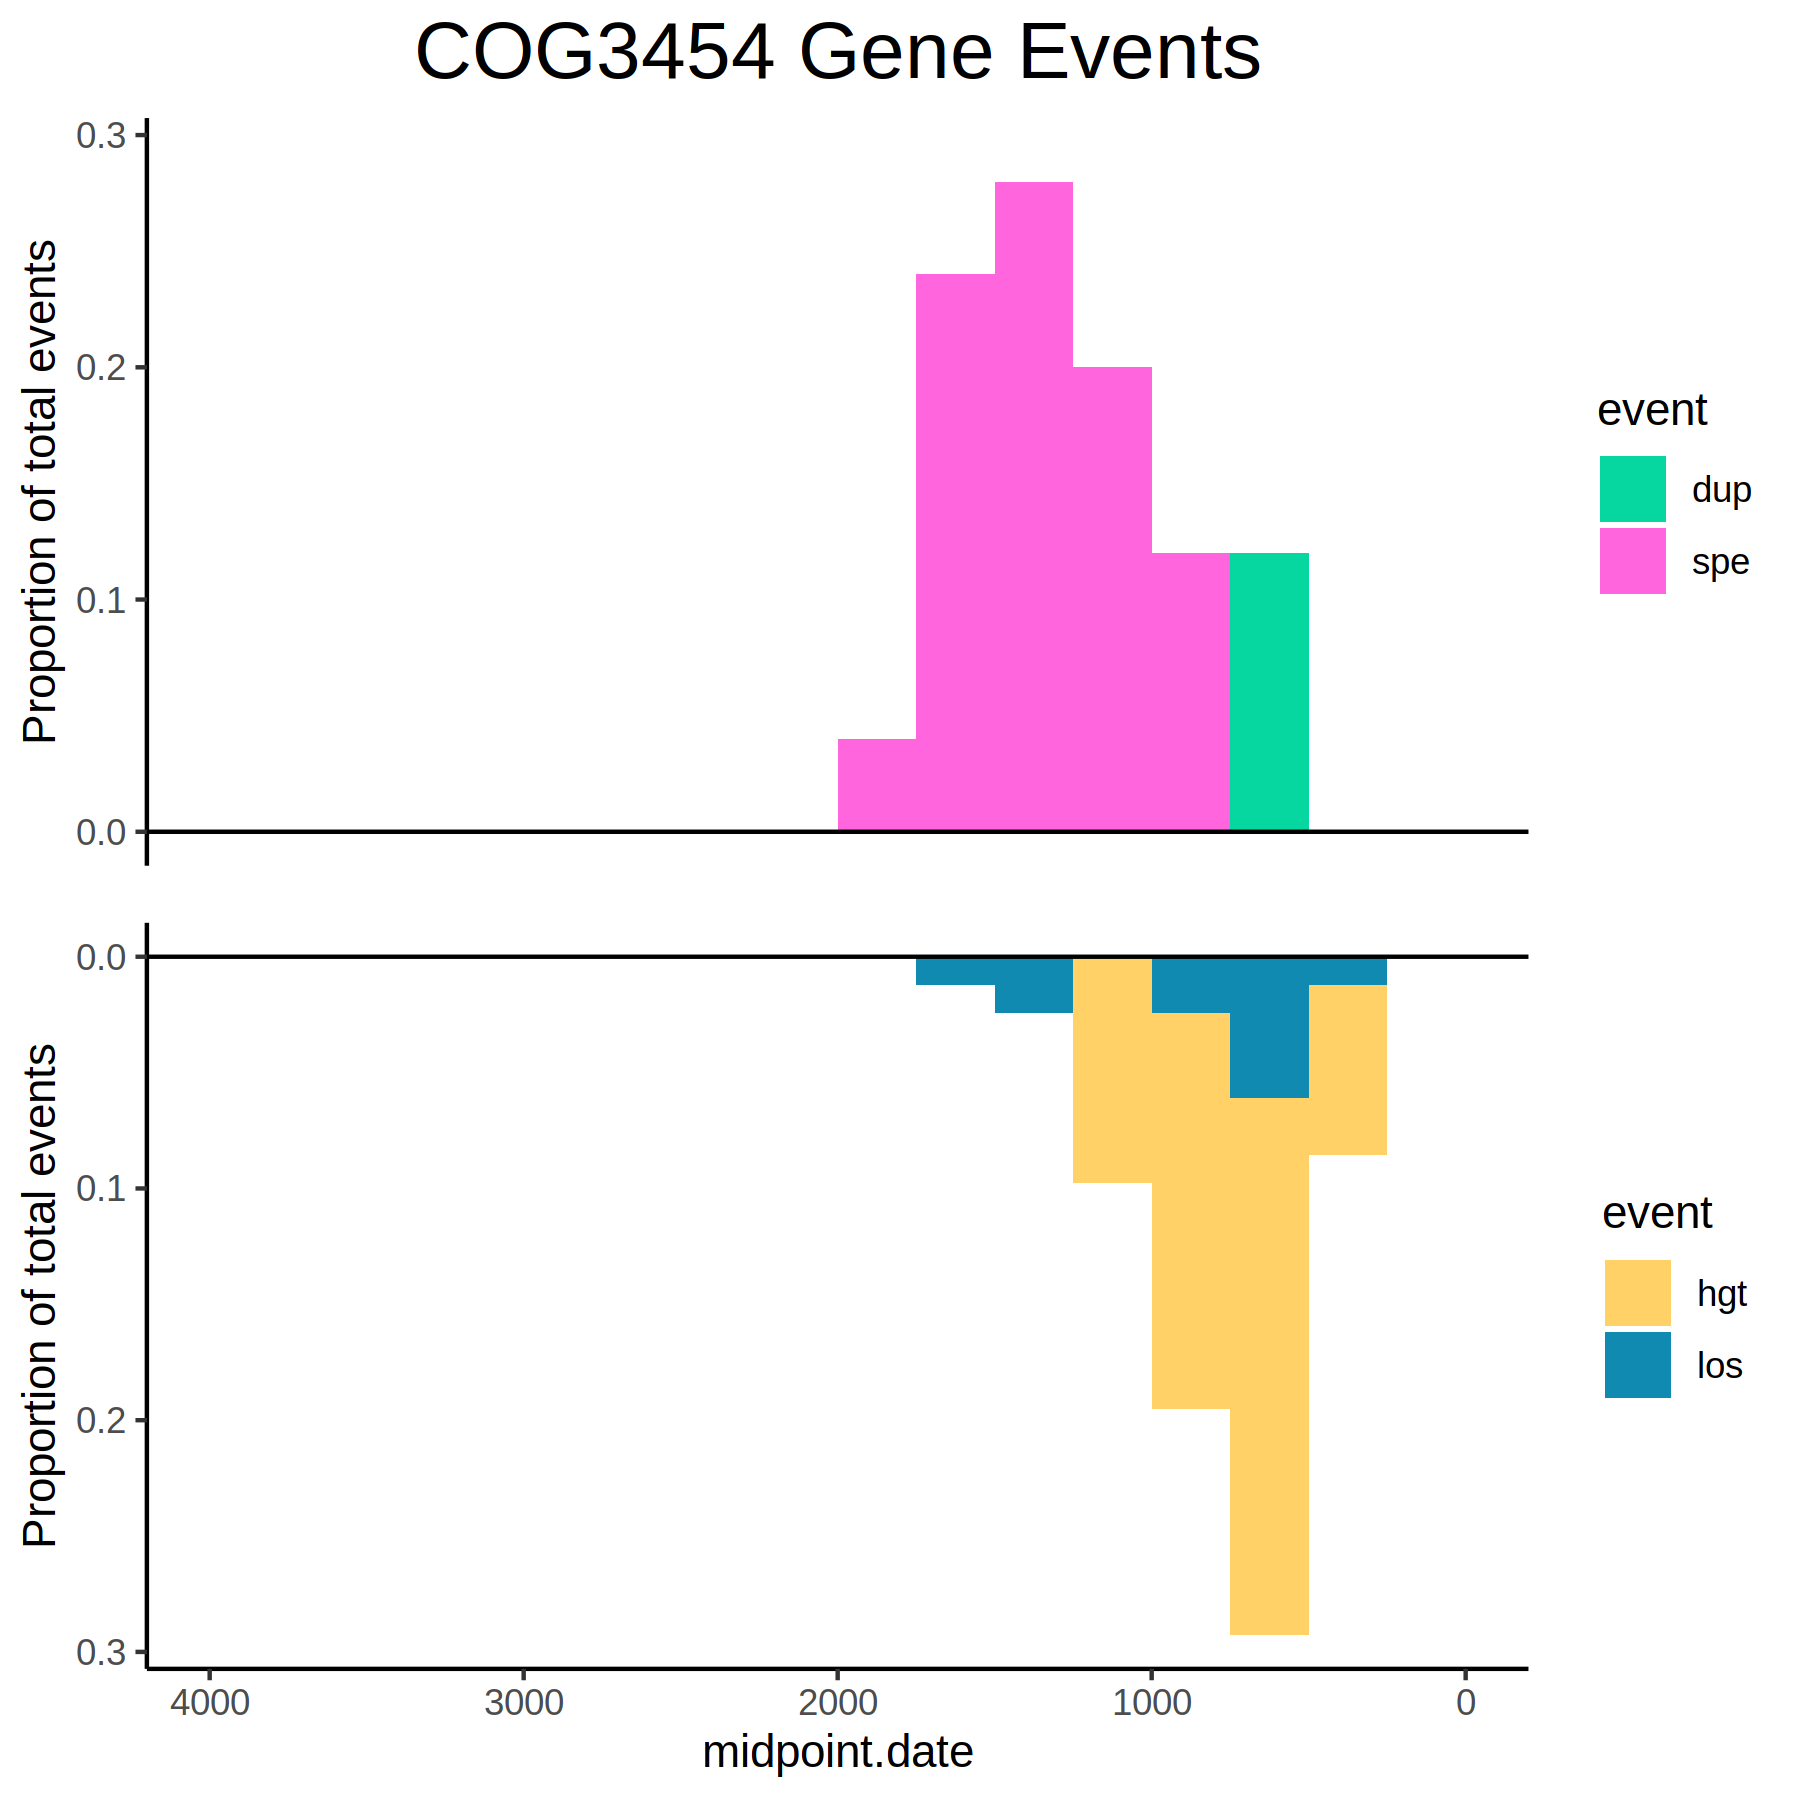 COG3454 Gene Events
Proportion of total events
0.3
0.2
0.1
0.0
event
dup
spe
Proportion of total events
0.0
0.1
0.2
0.3
event
hgt
los
4000 3000 2000 1000 0
midpoint.date